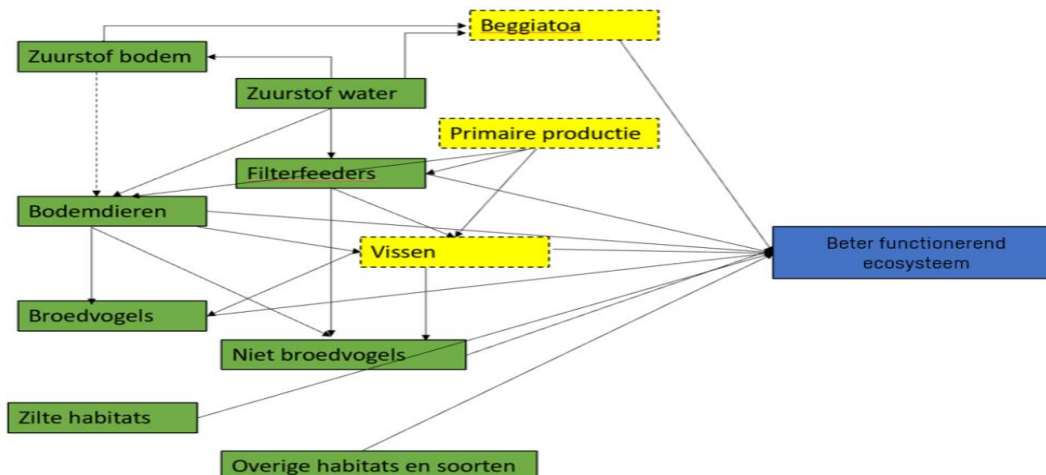 Beggiatoa
Zuurstof bodem
Zuurstof water
Primaire productie
Filterfeeders
Bodemdieren
Beter functionerend
ecosysteem
Vissen
Broedvogels
Niet broedvogels
Zilte habitats
Overige habitats en soorten